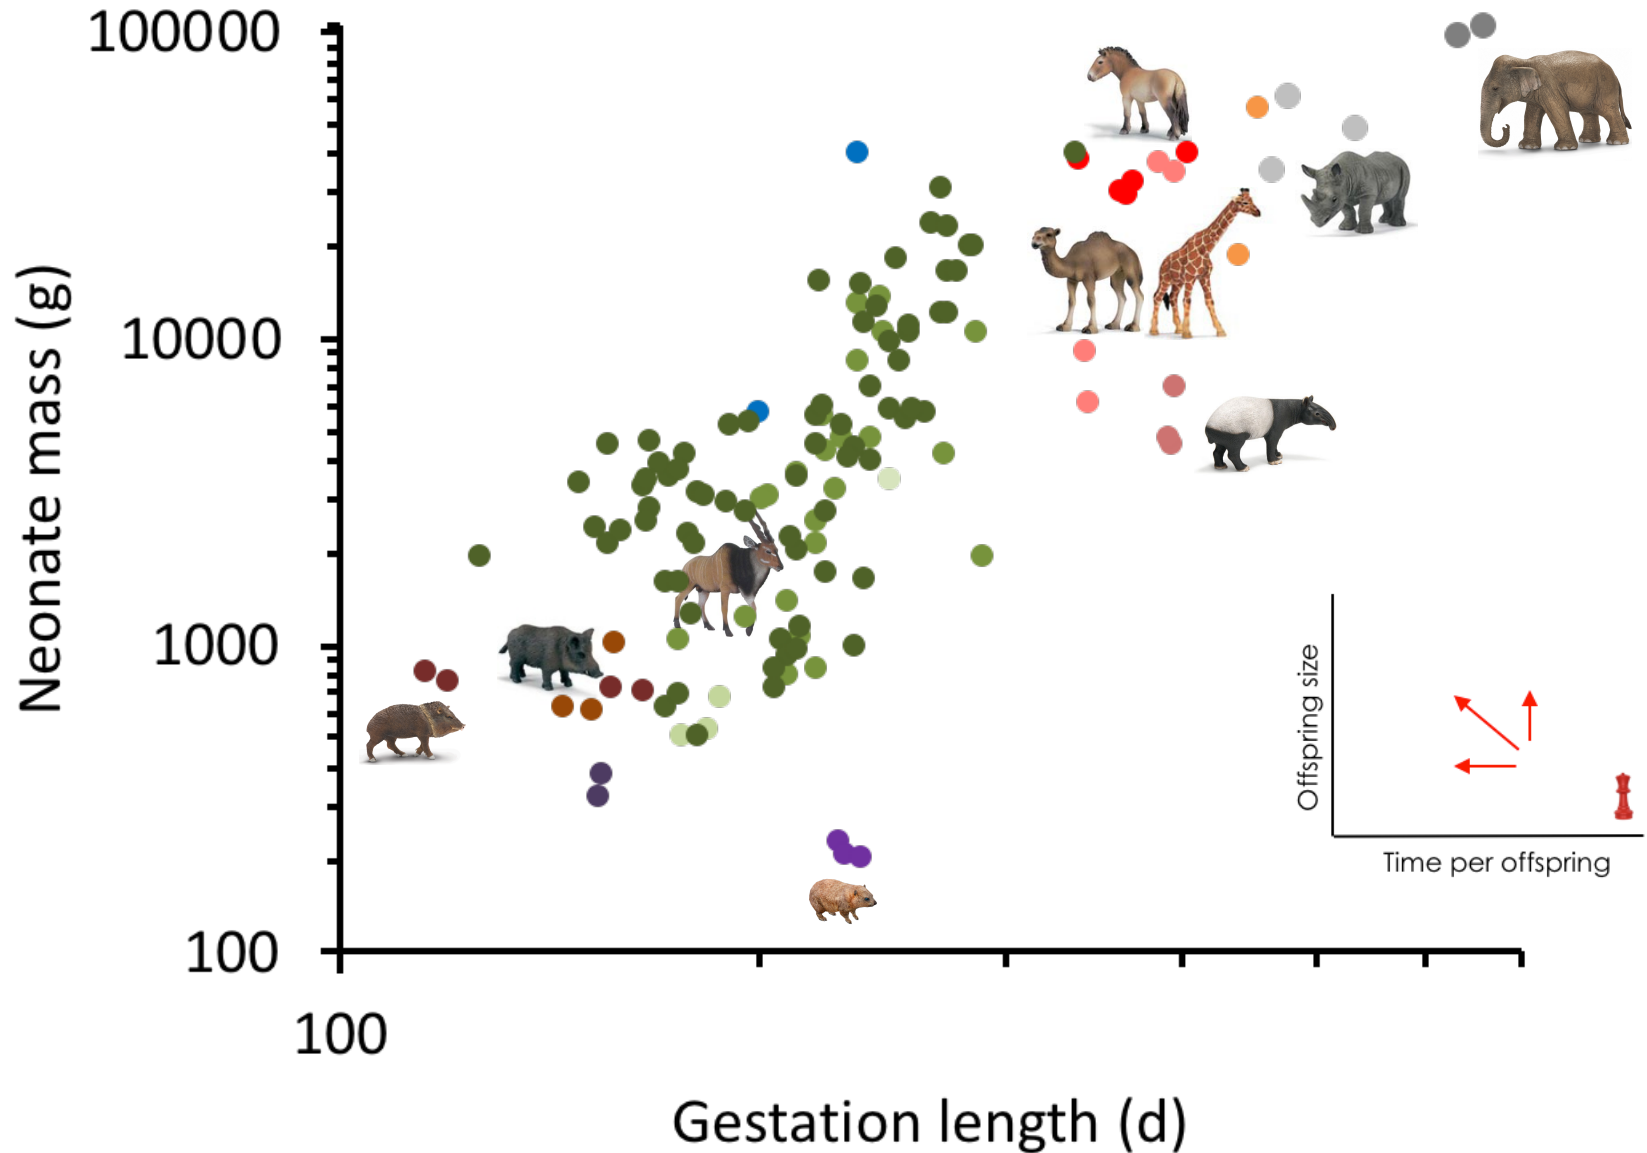 100000
10000
1000
100
Neonate mass (g)
100
Gestation length (d)
Offspring size
Time per offspring